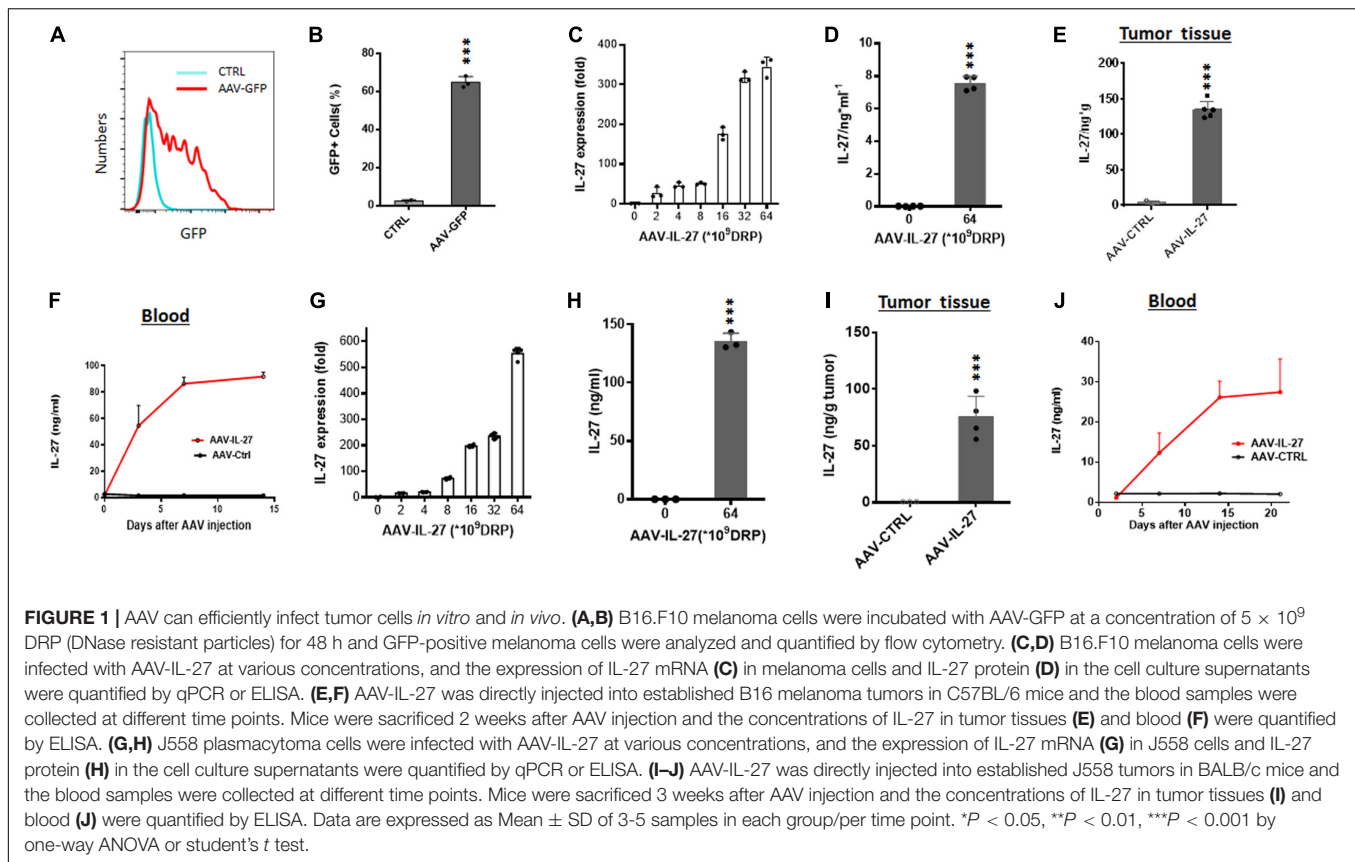 A
CTRL
AAV-GFP
Numbers
GFP
B
***
GFP+ Cells(%)
80
60
40
20
0
CTRL
AAV-GFP
C
IL-27 expression (fold)
400
300
200
100
0
0 2 4 8 16 32 64
AAV-IL-27 (*10⁹DRP)
D
***
IL-27/ng*ml⁻¹
8
6
4
2
0
0 64
AAV-IL-27 (*10⁹DRP)
E
Tumor tissue
***
IL-27/ng*g
200
150
100
50
0
AAV-CTRL
AAV-IL-27
F
Blood
IL-27 (ng/ml)
100
80
60
40
20
0
AAV-IL-27
AAV-Ctrl
0 5 10 15
Days after AAV injection
G
IL-27 expression (fold)
600
500
400
300
200
100
0
0 2 4 8 16 32 64
AAV-IL-27 (*10⁹DRP)
H
***
IL-27 (ng/ml)
150
100
50
0
0 64
AAV-IL-27(*10⁹DRP)
I
Tumor tissue
***
IL-27 (ng/g tumor)
150
100
75
50
0
AAV-CTRL
AAV-IL-27
J
Blood
IL-27 (ng/ml)
40
30
20
10
0
AAV-IL-27
AAV-CTRL
0 5 10 15 20
Days after AAV injection
FIGURE 1 | AAV can efficiently infect tumor cells in vitro and in vivo. (A,B) B16.F10 melanoma cells were incubated with AAV-GFP at a concentration of 5 × 10⁹
DRP (DNase resistant particles) for 48 h and GFP-positive melanoma cells were analyzed and quantified by flow cytometry. (C,D) B16.F10 melanoma cells were
infected with AAV-IL-27 at various concentrations, and the expression of IL-27 mRNA (C) in melanoma cells and IL-27 protein (D) in the cell culture supernatants
were quantified by qPCR or ELISA. (E,F) AAV-IL-27 was directly injected into established B16 melanoma tumors in C57BL/6 mice and the blood samples were
collected at different time points. Mice were sacrificed 2 weeks after AAV injection and the concentrations of IL-27 in tumor tissues (E) and blood (F) were quantified
by ELISA. (G,H) J558 plasmacytoma cells were infected with AAV-IL-27 at various concentrations, and the expression of IL-27 mRNA (G) in J558 cells and IL-27
protein (H) in the cell culture supernatants were quantified by qPCR or ELISA. (I–J) AAV-IL-27 was directly injected into established J558 tumors in BALB/c mice and
the blood samples were collected at different time points. Mice were sacrificed 3 weeks after AAV injection and the concentrations of IL-27 in tumor tissues (I) and
blood (J) were quantified by ELISA. Data are expressed as Mean ± SD of 3-5 samples in each group/per time point. *P < 0.05, **P < 0.01, ***P < 0.001 by
one-way ANOVA or student's t test.